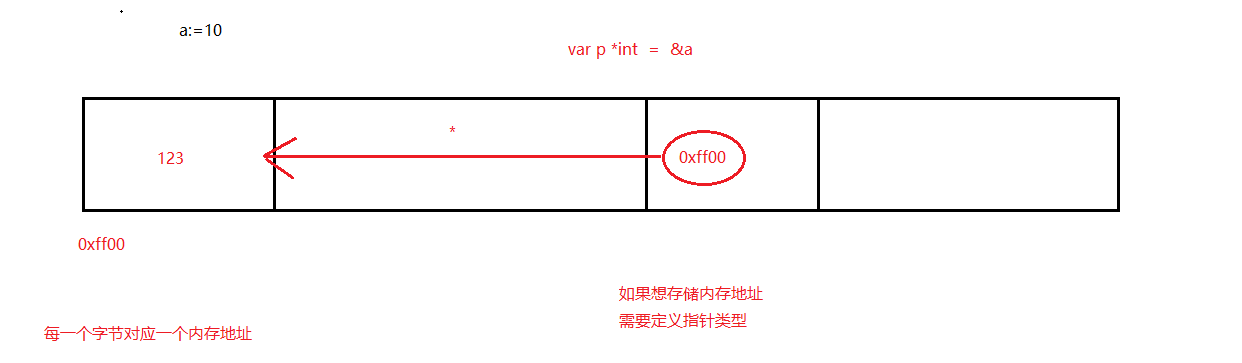 a:=10
var p *int = &a
*
123
0xff00
0xff00
如果想存储内存地址
需要定义指针类型
每一个字节对应一个内存地址